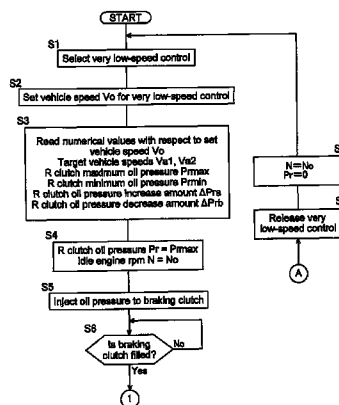 START
S1
Select very low-speed control
S2
Set vehicle speed Vo for very low-speed control
S3
Read numerical values with respect to set
vehicle speed Vo
Target vehicle speeds Va1, Va2
R clutch maximum oil pressure Prmax
R clutch minimum oil pressure Prmin
R clutch oil pressure increase amount ΔPra
R clutch oil pressure decrease amount ΔPrb
S4
R clutch oil pressure Pr = Prmax
Idle engine rpm N = No
S5
Inject oil pressure to braking clutch
S6
Is braking
clutch filled?
No
Yes
1
S
N=No
Pr=0
S
Release very
low-speed control
A